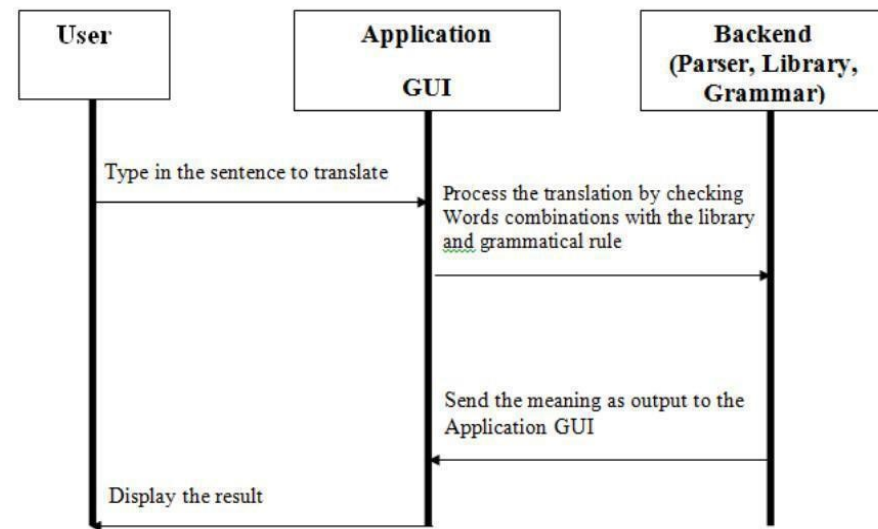 User
Application
GUI
Backend
(Parser, Library,
Grammar)
Type in the sentence to translate
Process the translation by checking
Words combinations with the library
and grammatical rule
Send the meaning as output to the
Application GUI
Display the result